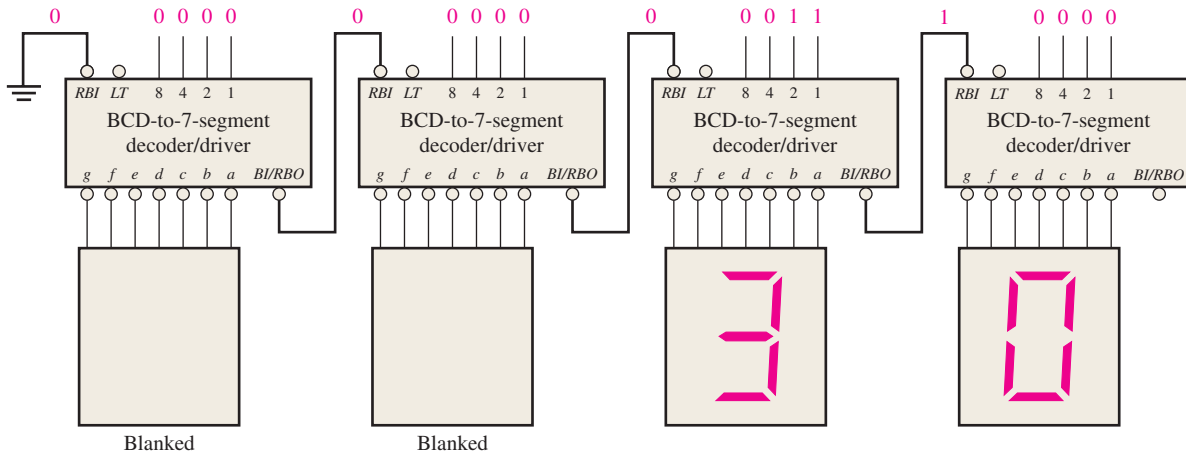 0 0 0 0 0 0 0 0 0 0 0 0 0 1 1 1 0 0 0 0
RBI LT 8 4 2 1 RBI LT 8 4 2 1 RBI LT 8 4 2 1 RBI LT 8 4 2 1
BCD-to-7-segment BCD-to-7-segment BCD-to-7-segment BCD-to-7-segment
decoder/driver decoder/driver decoder/driver decoder/driver
g f e d c b a BI/RBO g f e d c b a BI/RBO g f e d c b a BI/RBO g f e d c b a BI/RBO
3 0
Blanked Blanked